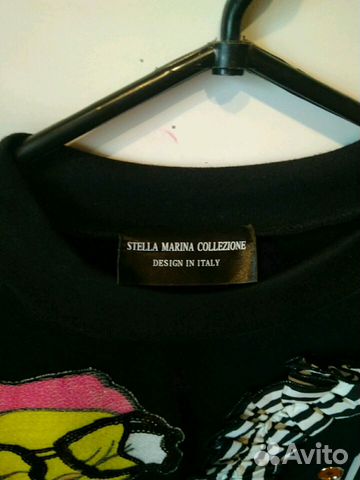 STELLA MARINA COLLEZIONE
DESIGN IN ITALY
Avito